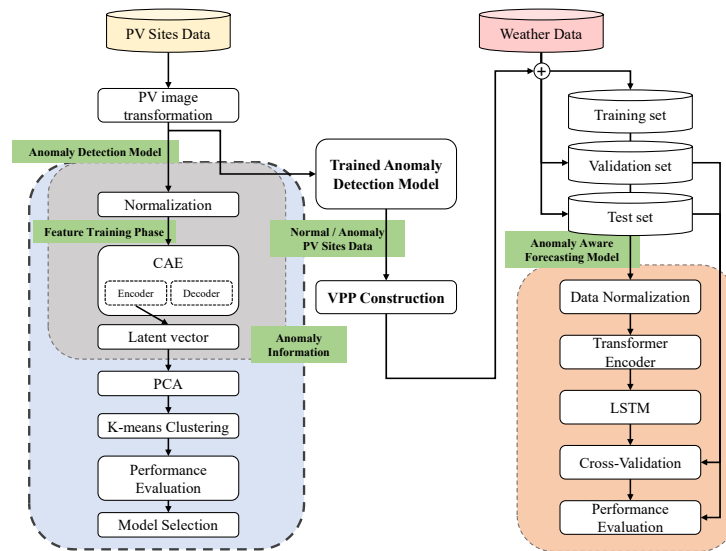 PV Sites Data
PV image
transformation
Anomaly Detection Model
Normalization
Feature Training Phase
CAE
Encoder
Decoder
Latent vector
Anomaly
Information
PCA
K-means Clustering
Performance
Evaluation
Model Selection
Trained Anomaly
Detection Model
Normal / Anomaly
PV Sites Data
VPP Construction
Weather Data
Training set
Validation set
Test set
Anomaly Aware
Forecasting Model
Data Normalization
Transformer
Encoder
LSTM
Cross-Validation
Performance
Evaluation